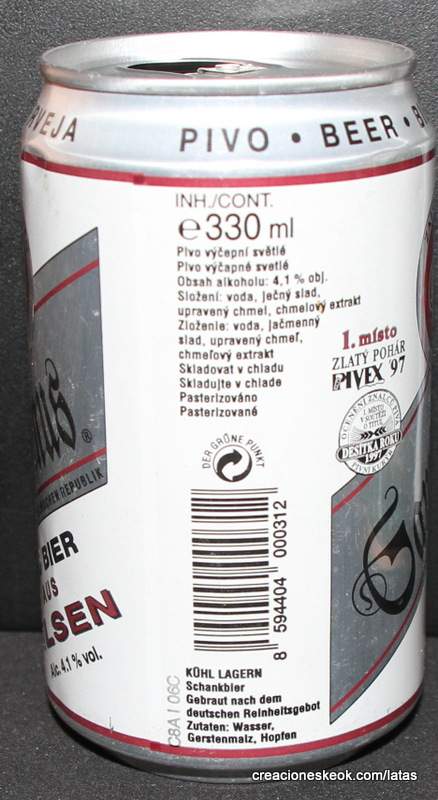 PIVO • BEER •
INH./CONT.
e 330 ml
Pivo výčepní světlé
Pivo výčapné svetlé
Obsah alkoholu: 4,1 % obj.
Složení: voda, ječný slad,
upravený chmel, chmelový extrakt
Zloženie: voda, jačmenný
slad, upravený chmeľ,
chmeľový extrakt
Skladovat v chladu
Skladujte v chlade
Pasterizováno
Pasterizované
1. místo
ZLATÝ POHÁR
PIVEX '97
DESÍTKA ROKU
1997
DER GRÜNE PUNKT
8 594404 000312
REPUBLIK
BIER
AUS
Alc. 4,1 % vol.
C8A I 06C
KÜHL LAGERN
Schankbier
Gebraut nach dem
deutschen Reinheitsgebot
Zutaten: Wasser,
Gerstenmalz, Hopfen
creacioneskeok.com/latas